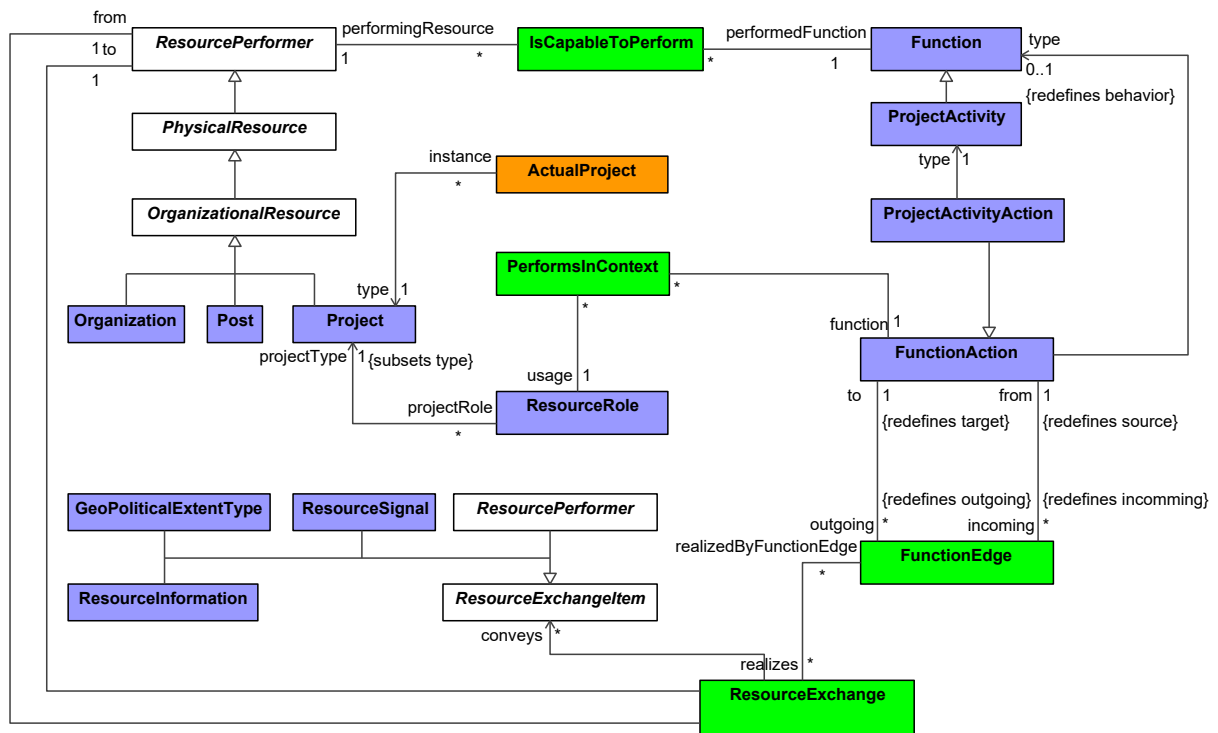 from
1
to
1
ResourcePerformer
performingResource
1
*
IsCapableToPerform
performedFunction
*
1
Function
type
0..1
{redefines behavior}
PhysicalResource
ProjectActivity
instance
*
ActualProject
type
1
OrganizationalResource
ProjectActivityAction
PerformsInContext
*
*
type
1
Organization
Post
Project
function
1
FunctionAction
projectType
1
{subsets type}
usage
1
projectRole
*
ResourceRole
to
1
from
1
{redefines target}
{redefines source}
GeoPoliticalExtentType
ResourceSignal
ResourcePerformer
{redefines outgoing}
{redefines incomming}
outgoing
*
incoming
*
realizedByFunctionEdge
*
FunctionEdge
ResourceInformation
ResourceExchangeItem
conveys
*
realizes
*
ResourceExchange